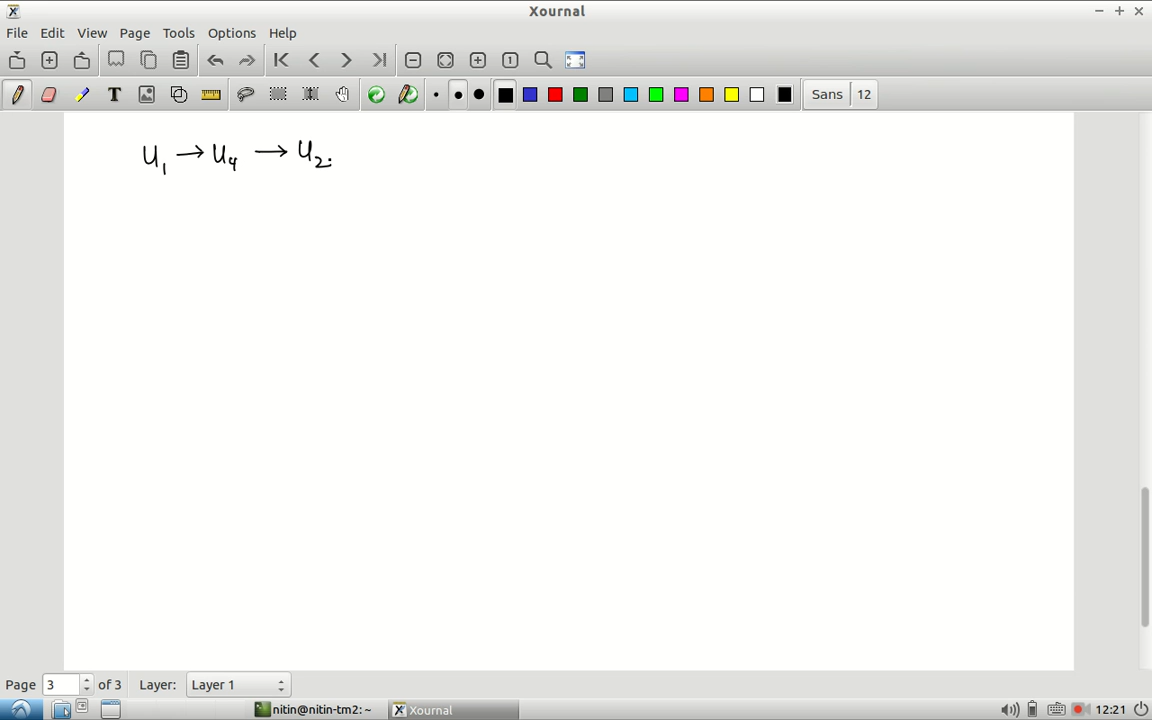 Xournal
File Edit View Page Tools Options Help
Sans 12
U₁ → U₄ → U₂.
Page 3 of 3 Layer: Layer 1
nitin@nitin-tm2: ~ Xournal 12:21